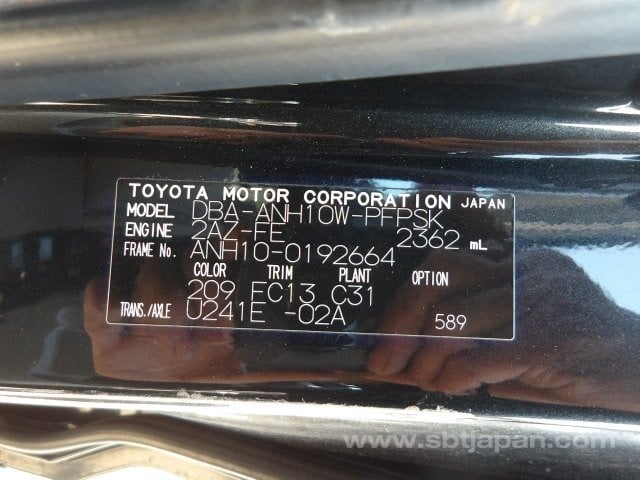 TOYOTA MOTOR CORPORATION JAPAN
MODEL DBA-ANH10W-PFPSK
ENGINE 2AZ-FE 2362 mL
FRAME No. ANH10-0192664
COLOR TRIM PLANT OPTION
209 FC13 C31
TRANS./AXLE U241E -02A 589
www.sbtjapan.com